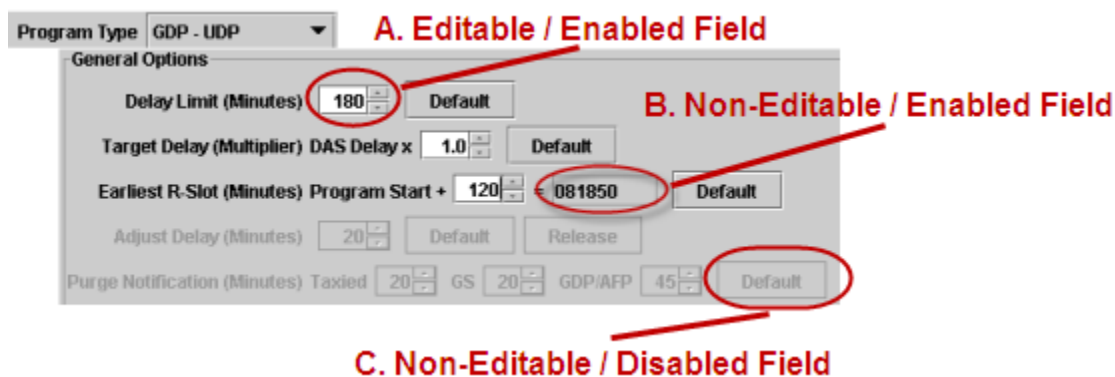 Program Type GDP - UDP A. Editable / Enabled Field
General Options
Delay Limit (Minutes) 180 Default
B. Non-Editable / Enabled Field
Target Delay (Multiplier) DAS Delay x 1.0 Default
Earliest R-Slot (Minutes) Program Start + 120 = 081850 Default
Adjust Delay (Minutes) 20 Default Release
Purge Notification (Minutes) Taxied 20 GS 20 GDP/AFP 45 Default
C. Non-Editable / Disabled Field